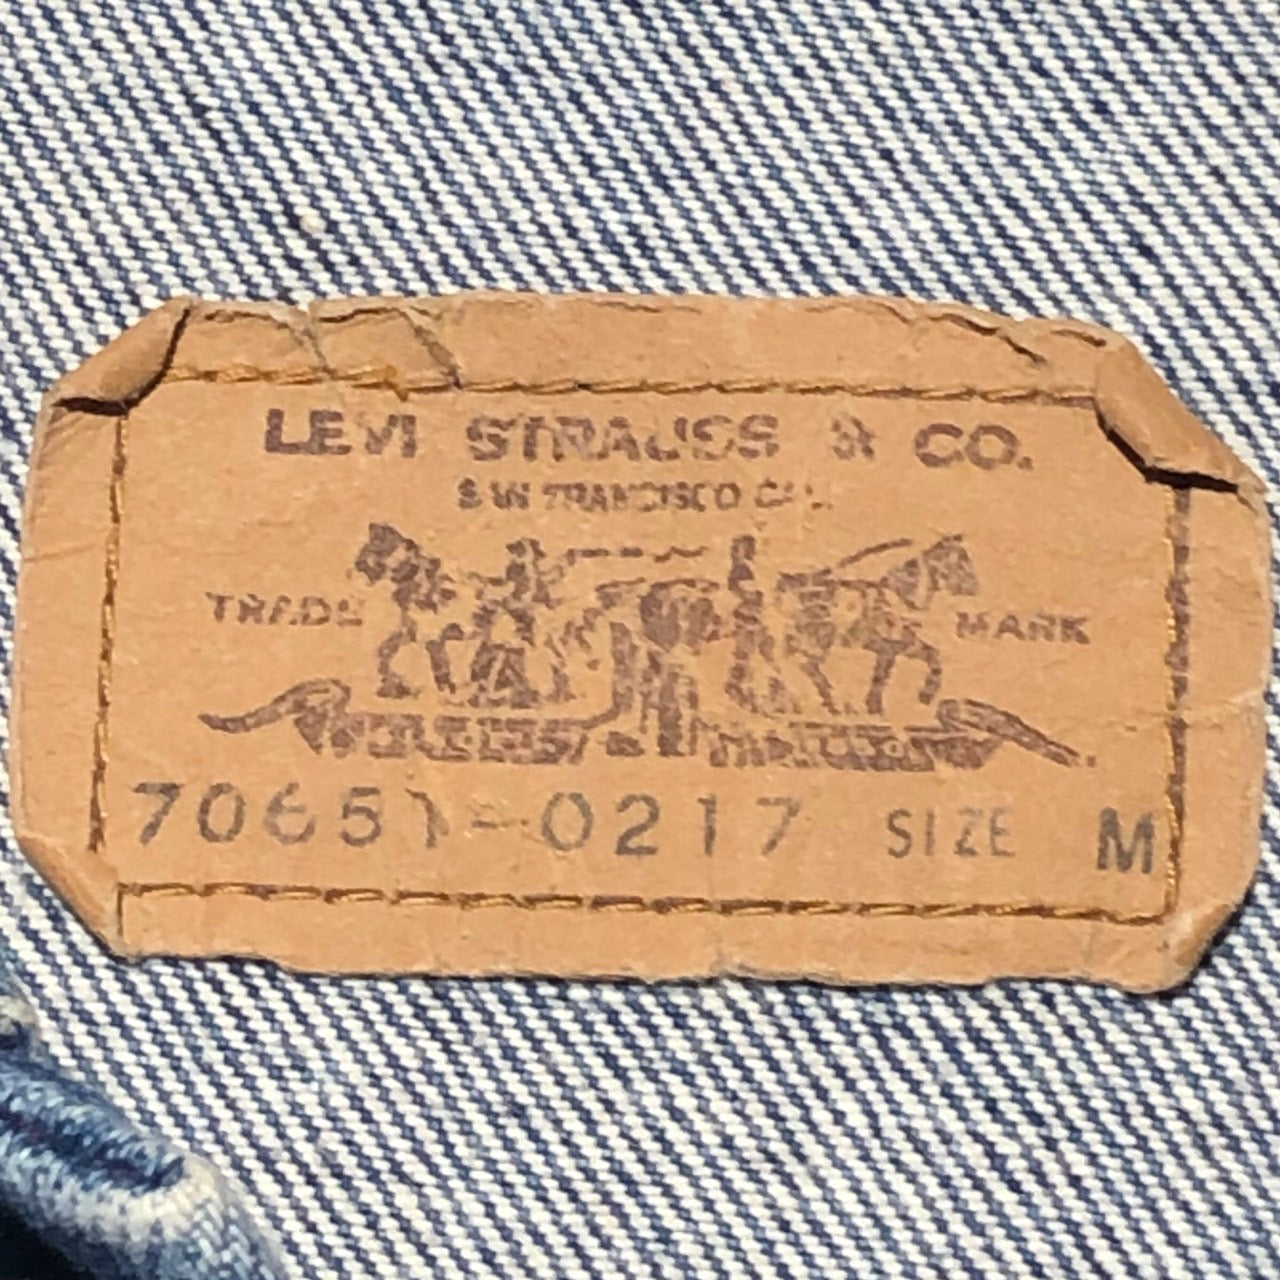 LEVI STRAUSS & CO.
SAN FRANCISCO CAL.
TRADE MARK
70651-0217 SIZE M